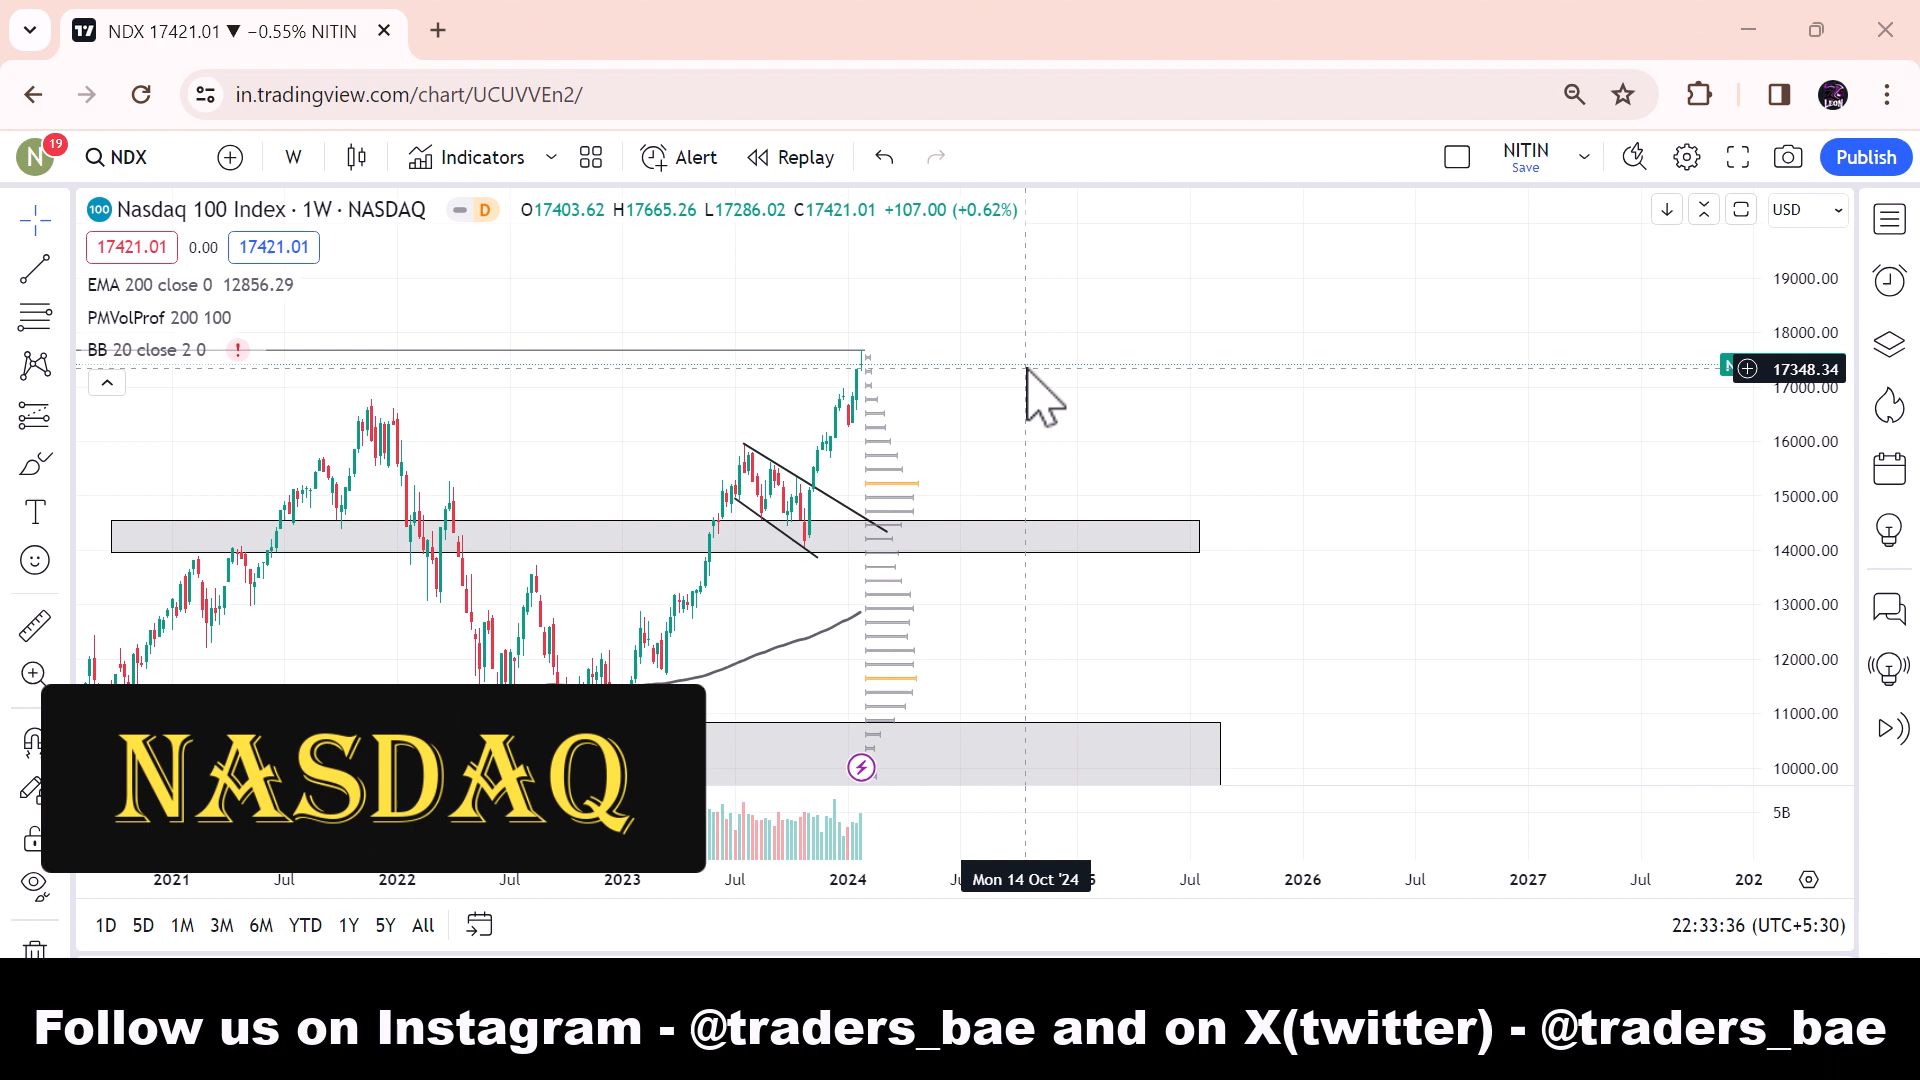 NDX 17421.01 ▼ −0.55% NITIN
in.tradingview.com/chart/UCUVVEn2/
LEON
N 19 NDX W Indicators Alert Replay NITIN Save Publish
100 Nasdaq 100 Index · 1W · NASDAQ D O17403.62 H17665.26 L17286.02 C17421.01 +107.00 (+0.62%) USD
17421.01 0.00 17421.01
EMA 200 close 0 12856.29
PMVolProf 200 100
BB 20 close 2 0 !
19000.00
18000.00
N 17348.34
17000.00
16000.00
15000.00
14000.00
13000.00
12000.00
11000.00
10000.00
5B
NASDAQ
2021 Jul 2022 Jul 2023 Jul 2024 Mon 14 Oct '24 Jul 2026 Jul 2027 Jul 202
1D 5D 1M 3M 6M YTD 1Y 5Y All 22:33:36 (UTC+5:30)
Follow us on Instagram - @traders_bae and on X(twitter) - @traders_bae